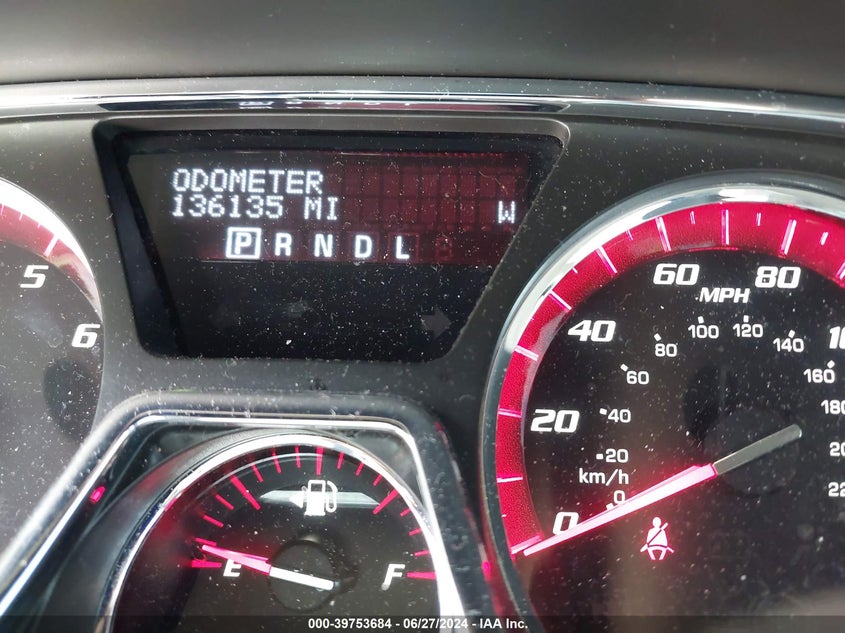 ODOMETER
136135 MI W
P R N D L
5
6
0 20 40 60 80
MPH
0 20 40 60 80 100 120 140 160
km/h
E F
000-39753684 - 06/27/2024 - IAA Inc.